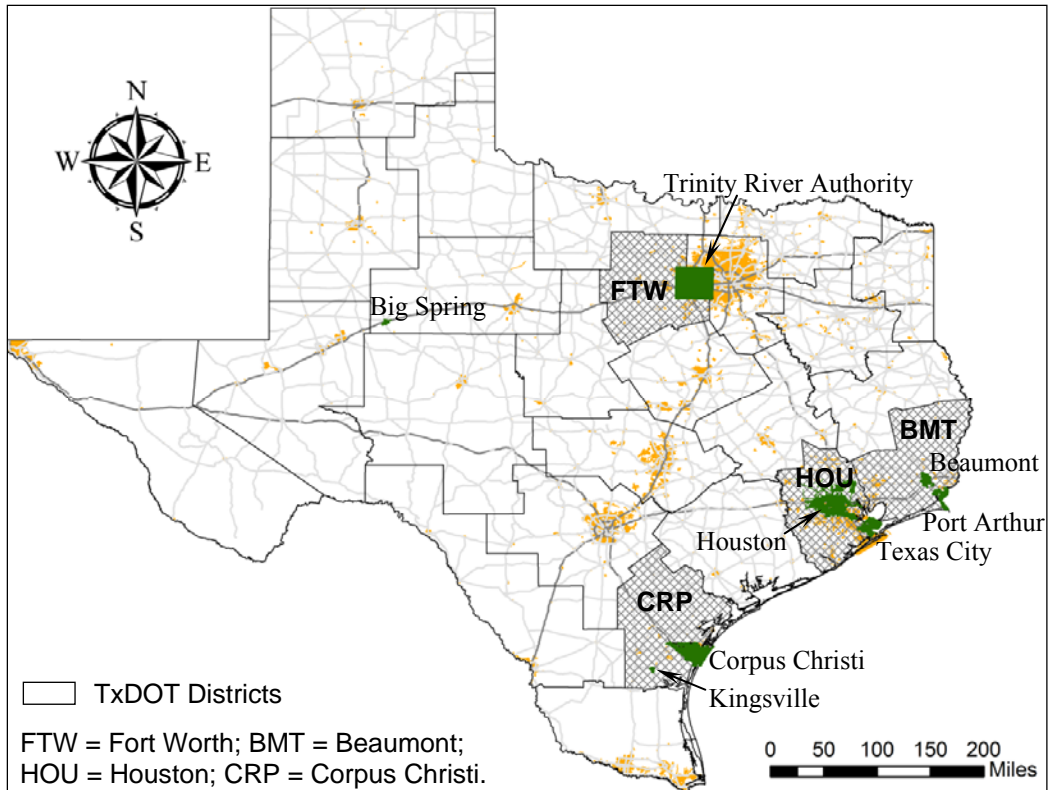 N
W
E
S
Trinity River Authority
FTW
Big Spring
BMT
Beaumont
HOU
Port Arthur
Houston
Texas City
CRP
Corpus Christi
Kingsville
TxDOT Districts
FTW = Fort Worth; BMT = Beaumont;
HOU = Houston; CRP = Corpus Christi.
0 50 100 150 200
Miles